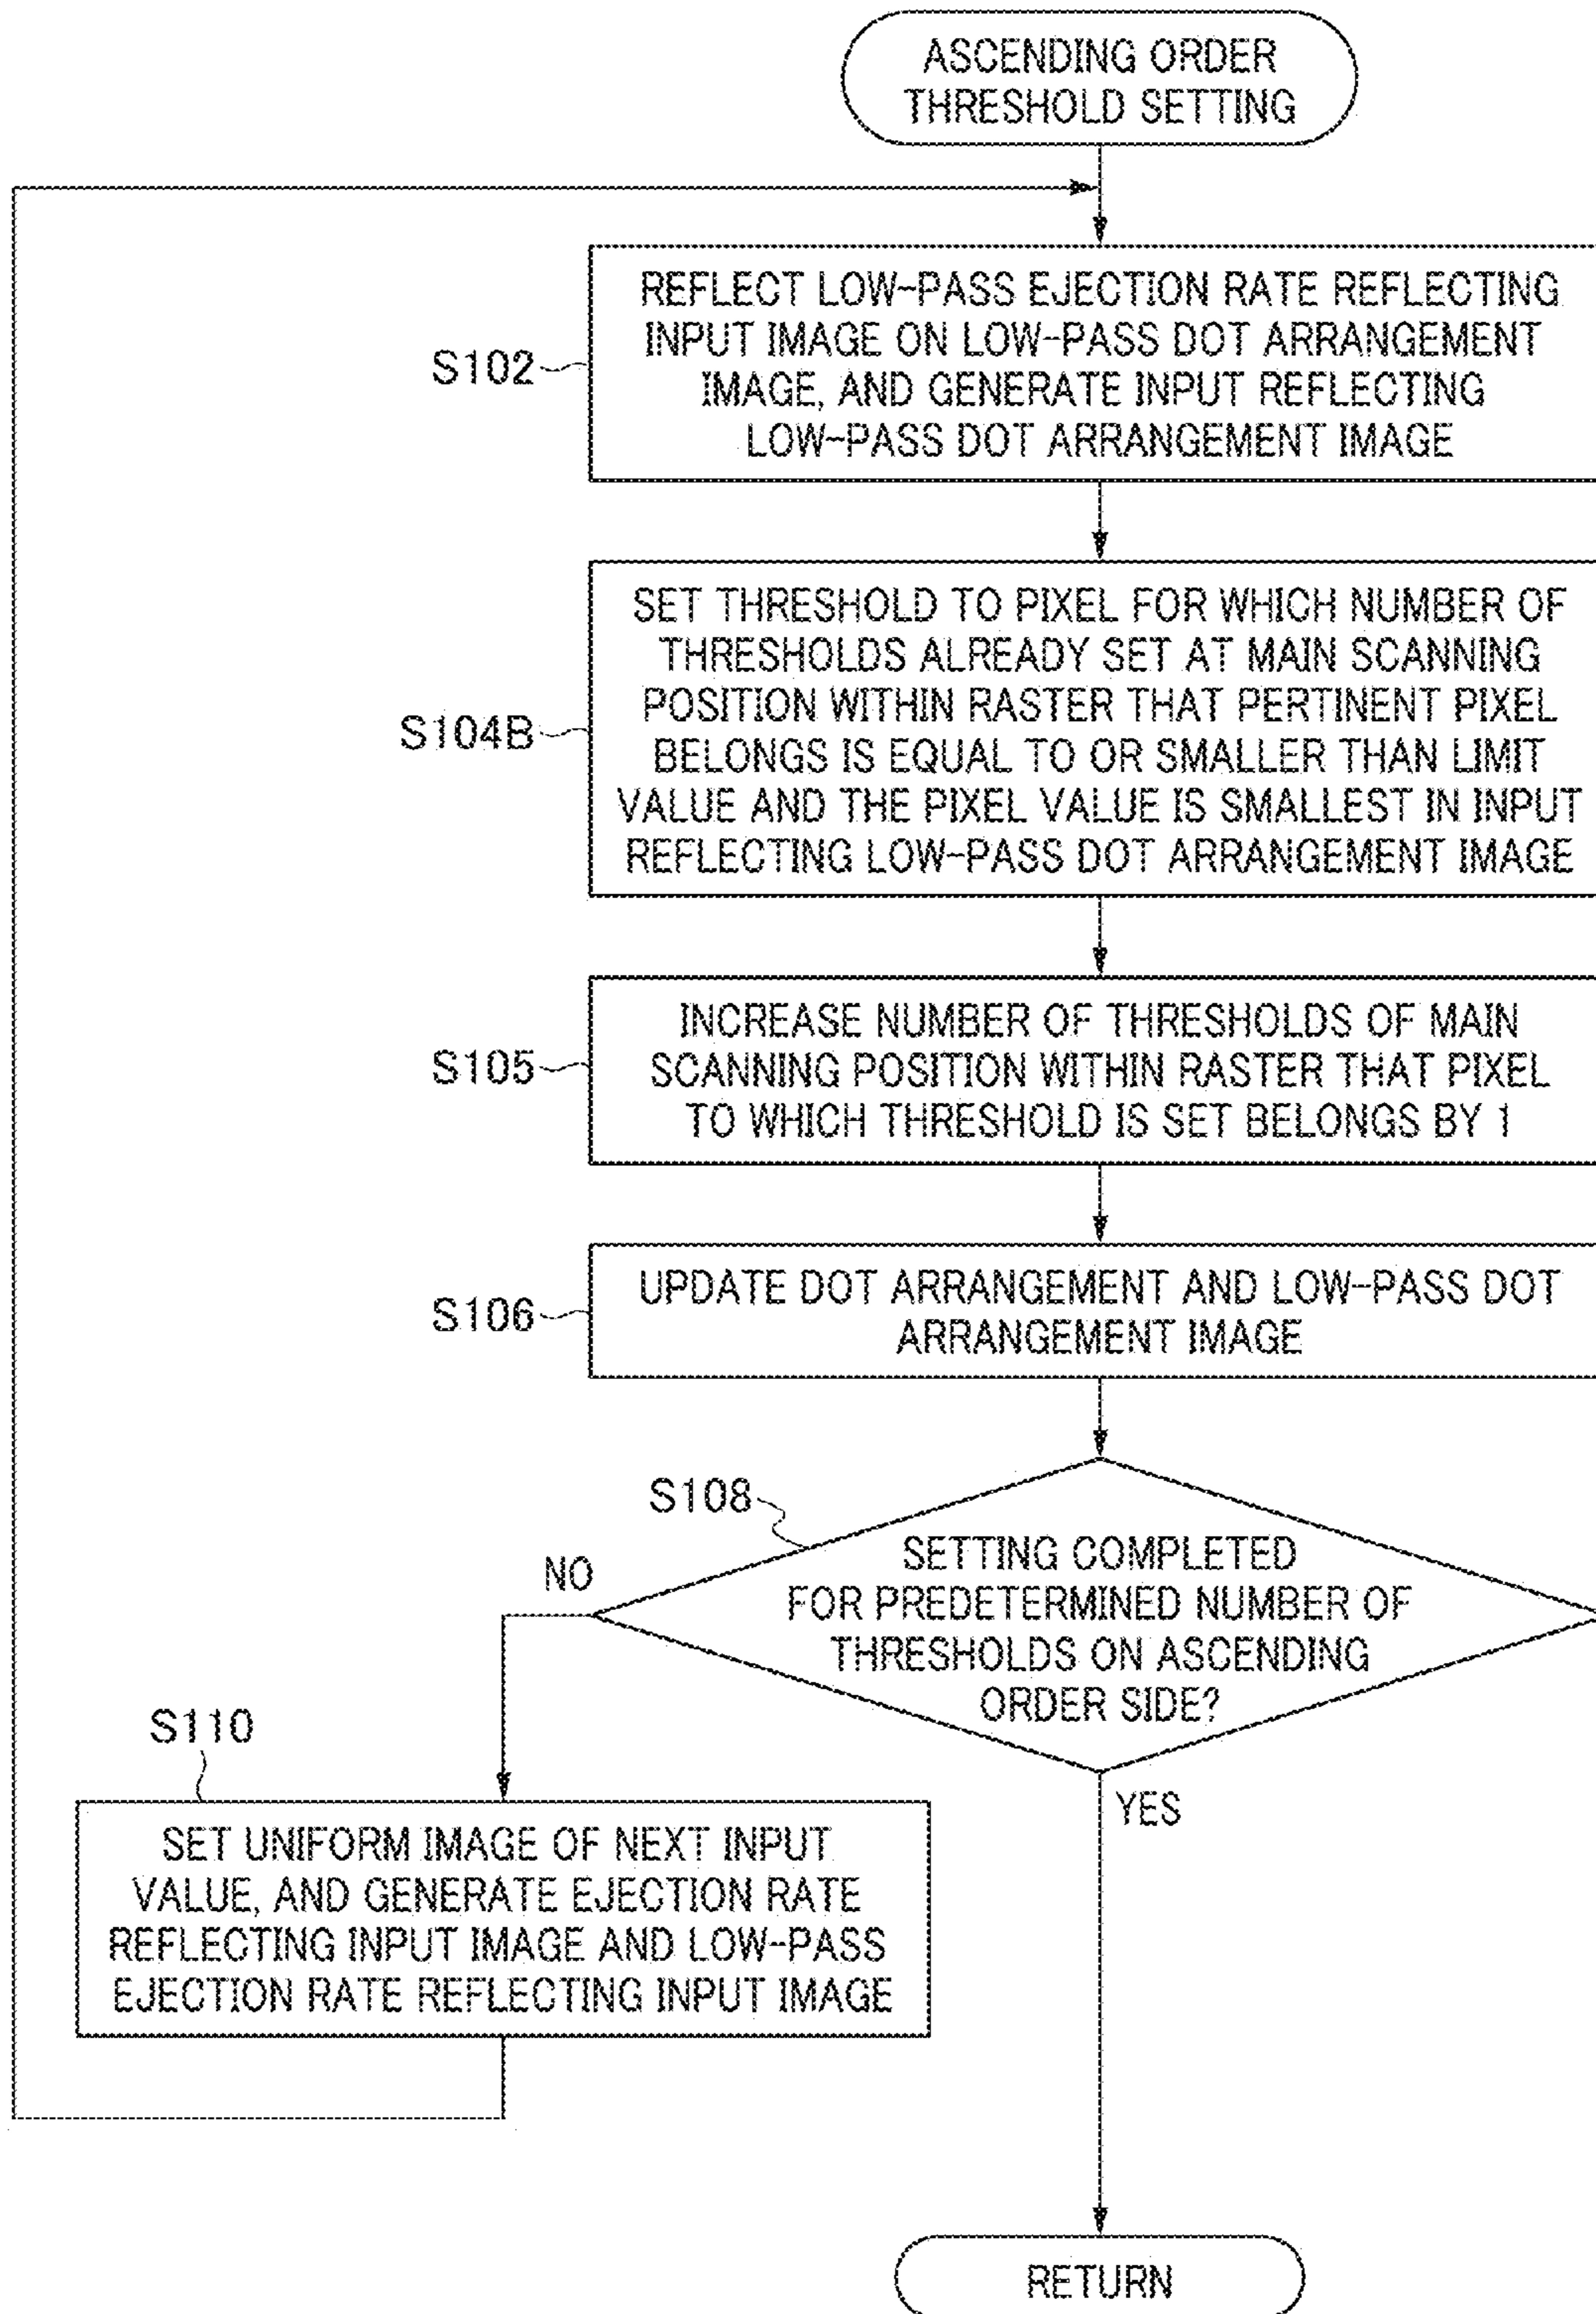 ASCENDING ORDER
THRESHOLD SETTING
REFLECT LOW-PASS EJECTION RATE REFLECTING
INPUT IMAGE ON LOW-PASS DOT ARRANGEMENT
IMAGE, AND GENERATE INPUT REFLECTING
LOW-PASS DOT ARRANGEMENT IMAGE
S102
SET THRESHOLD TO PIXEL FOR WHICH NUMBER OF
THRESHOLDS ALREADY SET AT MAIN SCANNING
POSITION WITHIN RASTER THAT PERTINENT PIXEL
BELONGS IS EQUAL TO OR SMALLER THAN LIMIT
VALUE AND THE PIXEL VALUE IS SMALLEST IN INPUT
REFLECTING LOW-PASS DOT ARRANGEMENT IMAGE
S104B
INCREASE NUMBER OF THRESHOLDS OF MAIN
SCANNING POSITION WITHIN RASTER THAT PIXEL
TO WHICH THRESHOLD IS SET BELONGS BY 1
S105
UPDATE DOT ARRANGEMENT AND LOW-PASS DOT
ARRANGEMENT IMAGE
S106
S108
SETTING COMPLETED
FOR PREDETERMINED NUMBER OF
THRESHOLDS ON ASCENDING
ORDER SIDE?
NO
YES
S110
SET UNIFORM IMAGE OF NEXT INPUT
VALUE, AND GENERATE EJECTION RATE
REFLECTING INPUT IMAGE AND LOW-PASS
EJECTION RATE REFLECTING INPUT IMAGE
RETURN